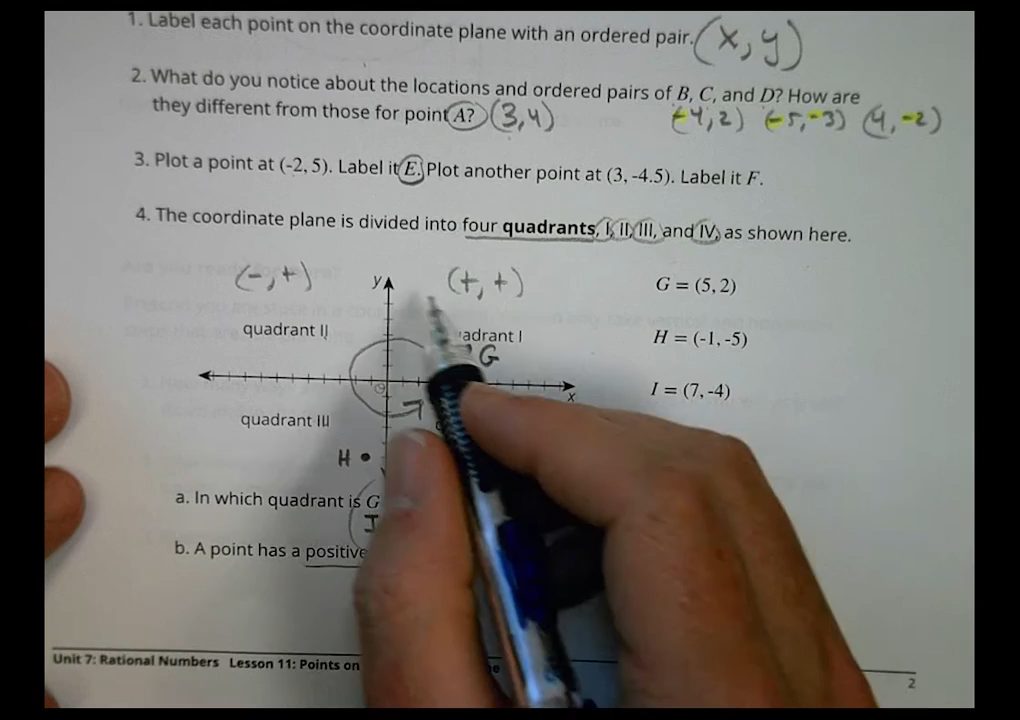 1. Label each point on the coordinate plane with an ordered pair. (x, y)
2. What do you notice about the locations and ordered pairs of B, C, and D? How are
they different from those for point A? (3,4) (-4,2) (-5,-3) (4,-2)
3. Plot a point at (-2, 5). Label it E. Plot another point at (3, -4.5). Label it F.
4. The coordinate plane is divided into four quadrants, I, II, III, and IV, as shown here.
(-,+) y (+,+) G = (5, 2)
quadrant II adrant I H = (-1, -5)
G
x I = (7, -4)
quadrant III
H
a. In which quadrant is G
I
b. A point has a positive
Unit 7: Rational Numbers Lesson 11: Points on
2